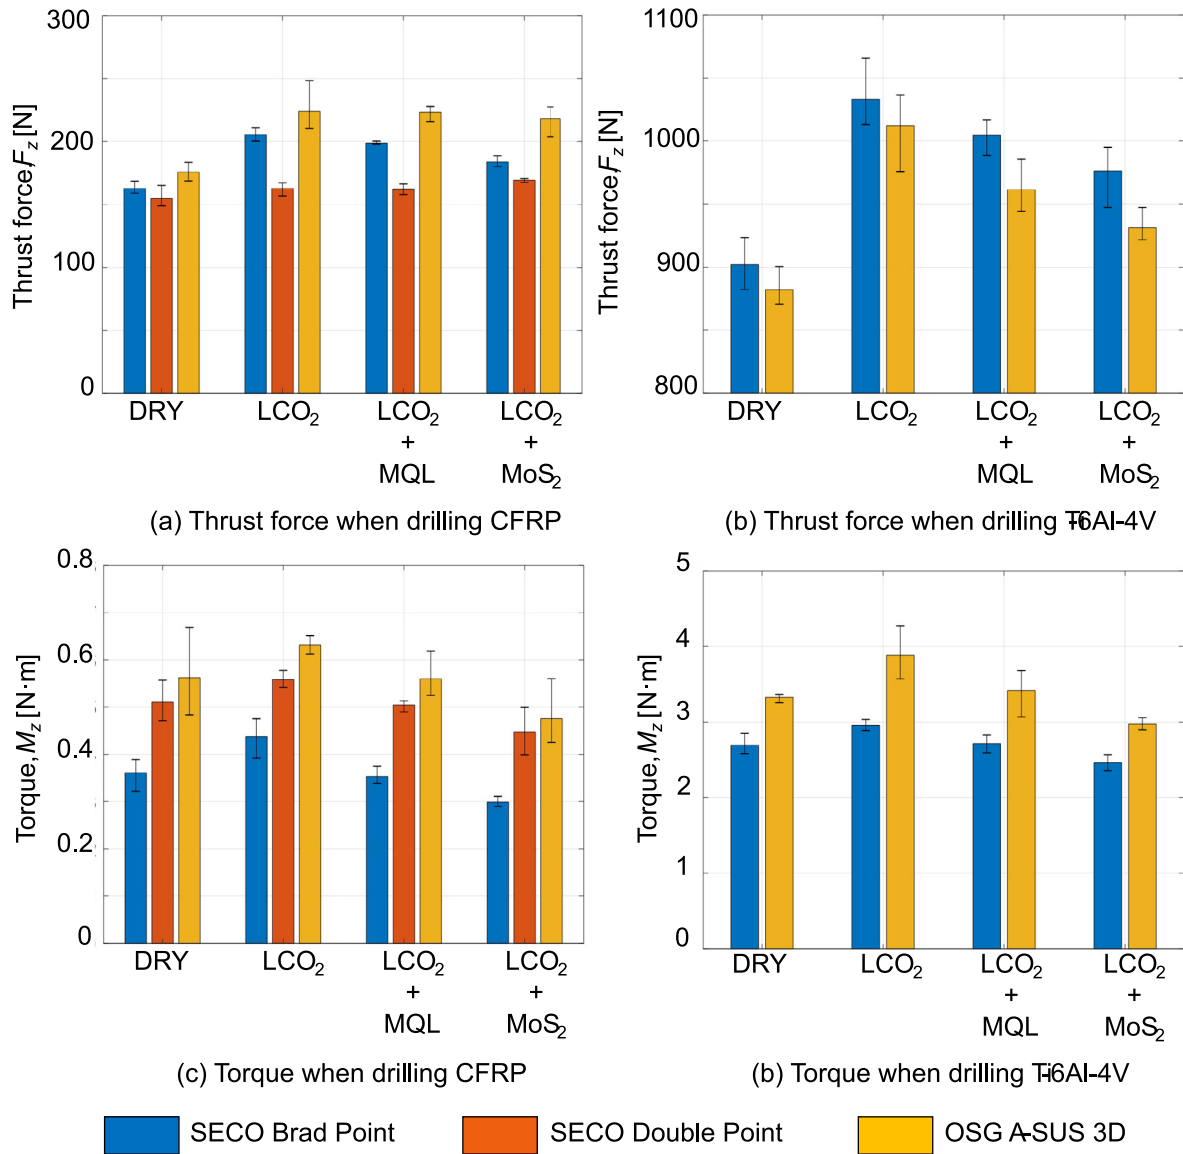 300
200
100
0
Thrust force, F_z [N]
DRY
LCO₂
LCO₂
+
MQL
LCO₂
+
MoS₂
(a) Thrust force when drilling CFRP
1100
1000
900
800
Thrust force, F_z [N]
DRY
LCO₂
LCO₂
+
MQL
LCO₂
+
MoS₂
(b) Thrust force when drilling Ti-6Al-4V
0.8
0.6
0.4
0.2
0
Torque, M_z [N·m]
DRY
LCO₂
LCO₂
+
MQL
LCO₂
+
MoS₂
(c) Torque when drilling CFRP
5
4
3
2
1
0
Torque, M_z [N·m]
DRY
LCO₂
LCO₂
+
MQL
LCO₂
+
MoS₂
(b) Torque when drilling Ti-6Al-4V
SECO Brad Point
SECO Double Point
OSG A-SUS 3D